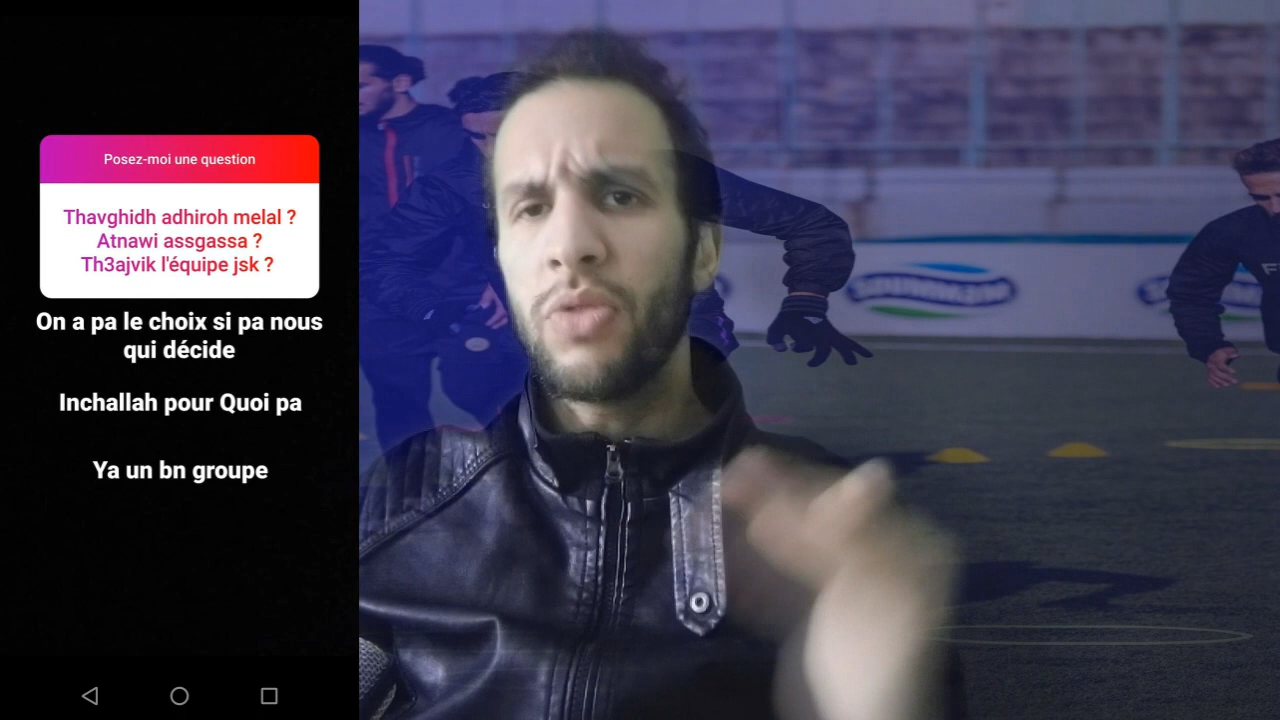 Posez-moi une question
Thavghidh adhiroh melal ?
Atnawi assgassa ?
Th3ajvik l'équipe jsk ?
On a pa le choix si pa nous
qui décide
Inchallah pour Quoi pa
Ya un bn groupe